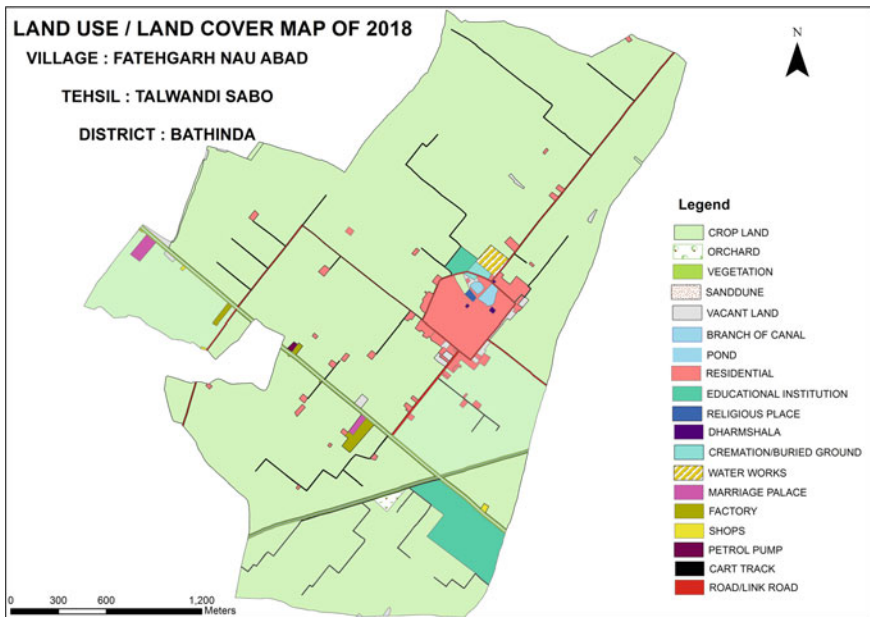 LAND USE / LAND COVER MAP OF 2018
VILLAGE : FATEHGARH NAU ABAD
TEHSIL : TALWANDI SABO
DISTRICT : BATHINDA
N
Legend
CROP LAND
ORCHARD
VEGETATION
SANDDUNE
VACANT LAND
BRANCH OF CANAL
POND
RESIDENTIAL
EDUCATIONAL INSTITUTION
RELIGIOUS PLACE
DHARMSHALA
CREMATION/BURIED GROUND
WATER WORKS
MARRIAGE PALACE
FACTORY
SHOPS
PETROL PUMP
CART TRACK
ROAD/LINK ROAD
0 300 600 1,200
Meters